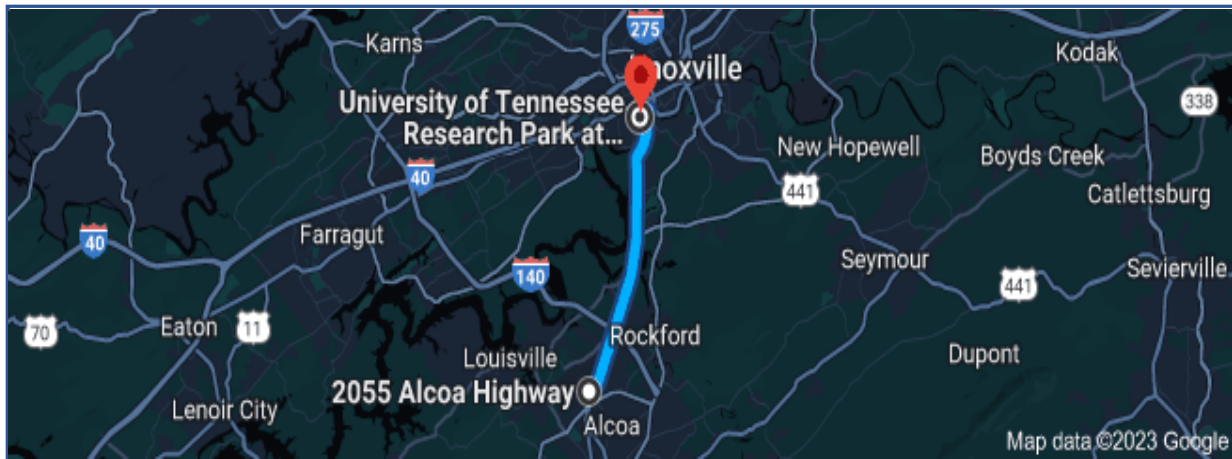 275
Karns
Kodak
noxville
University of Tennessee
Research Park at...
338
New Hopewell
Boyds Creek
40
441
Catlettsburg
Farragut
40
Seymour
Sevierville
140
441
70
Eaton
11
Rockford
Louisville
Dupont
2055 Alcoa Highway
Lenoir City
Alcoa
Map data ©2023 Google